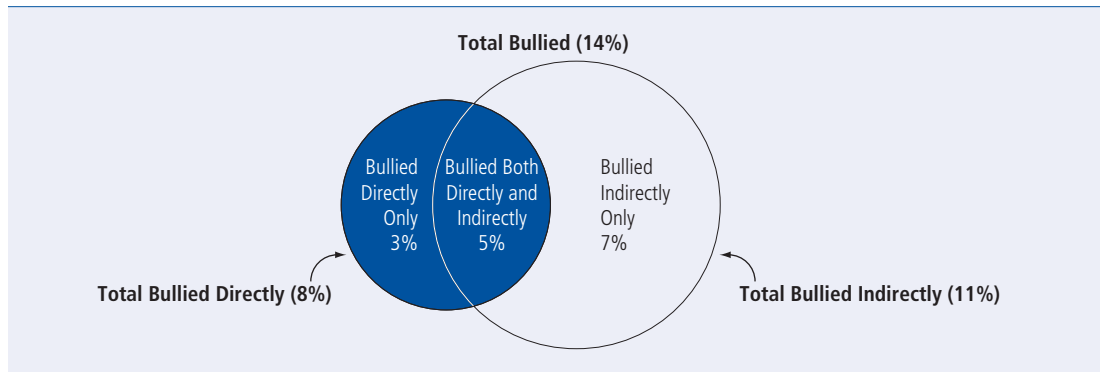 Total Bullied (14%)
Bullied
Directly
Only
3%
Bullied Both
Directly and
Indirectly
5%
Bullied
Indirectly
Only
7%
Total Bullied Directly (8%)
Total Bullied Indirectly (11%)